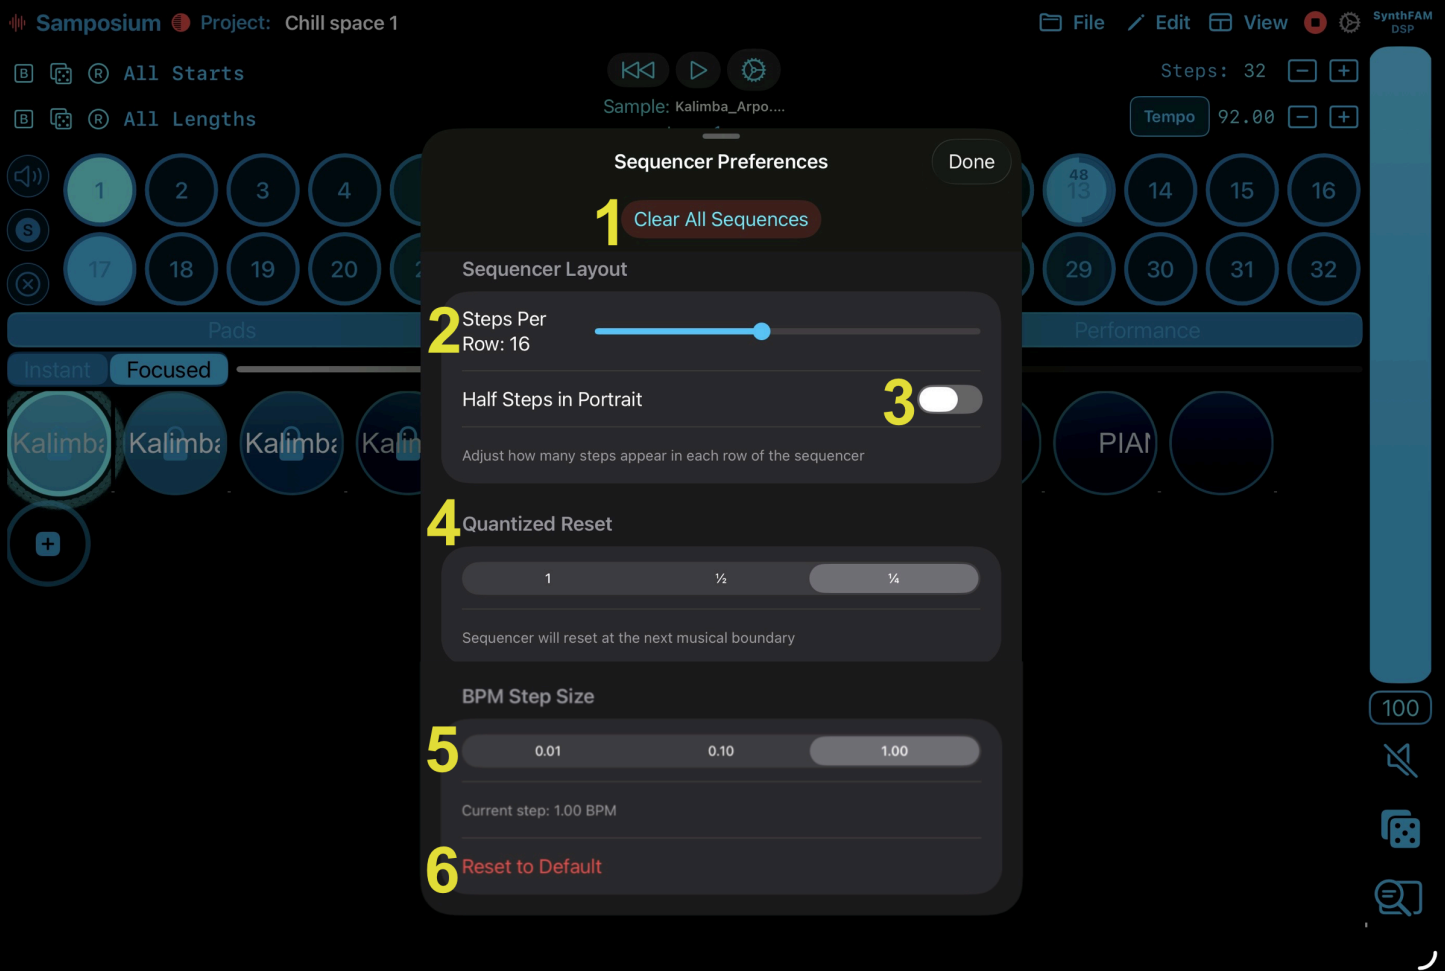 Samposium Project: Chill space 1
File Edit View
SynthFAM
DSP
B R All Starts
Steps: 32 - +
Sample: Kalimba_Arpo....
B R All Lengths
Tempo 92.00 - +
Sequencer Preferences
Done
1 2 3 4
48
13 14 15 16
1 Clear All Sequences
S
17 18 19 20
29 30 31 32
Sequencer Layout
Pads
Performance
2 Steps Per
Row: 16
Instant Focused
Half Steps in Portrait 3
Kalimba Kalimba Kalimba Kalin
PIAN
Adjust how many steps appear in each row of the sequencer
4 Quantized Reset
1 ½ ¼
Sequencer will reset at the next musical boundary
BPM Step Size
100
5 0.01 0.10 1.00
Current step: 1.00 BPM
6 Reset to Default